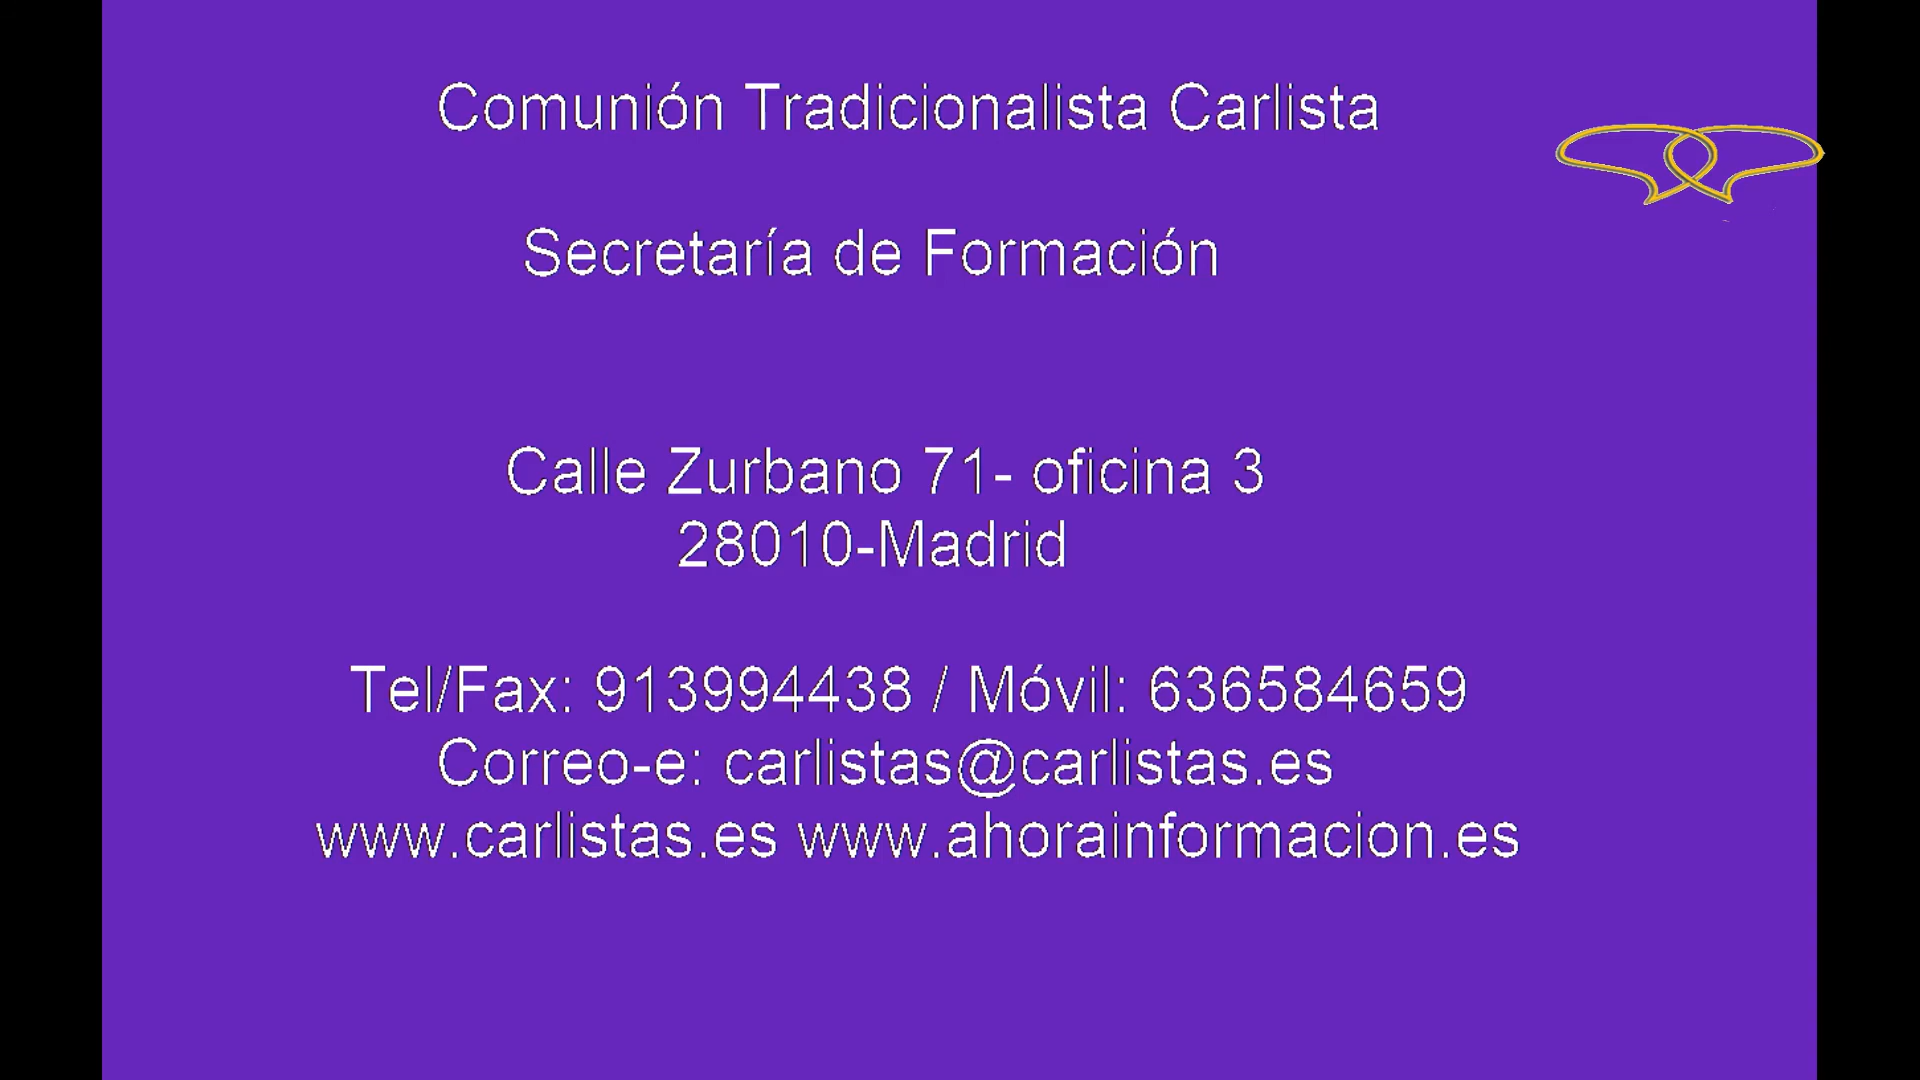 Comunión Tradicionalista Carlista
Secretaría de Formación
Calle Zurbano 71- oficina 3
28010-Madrid
Tel/Fax: 913994438 / Móvil: 636584659
Correo-e: carlistas@carlistas.es
www.carlistas.es www.ahorainformacion.es